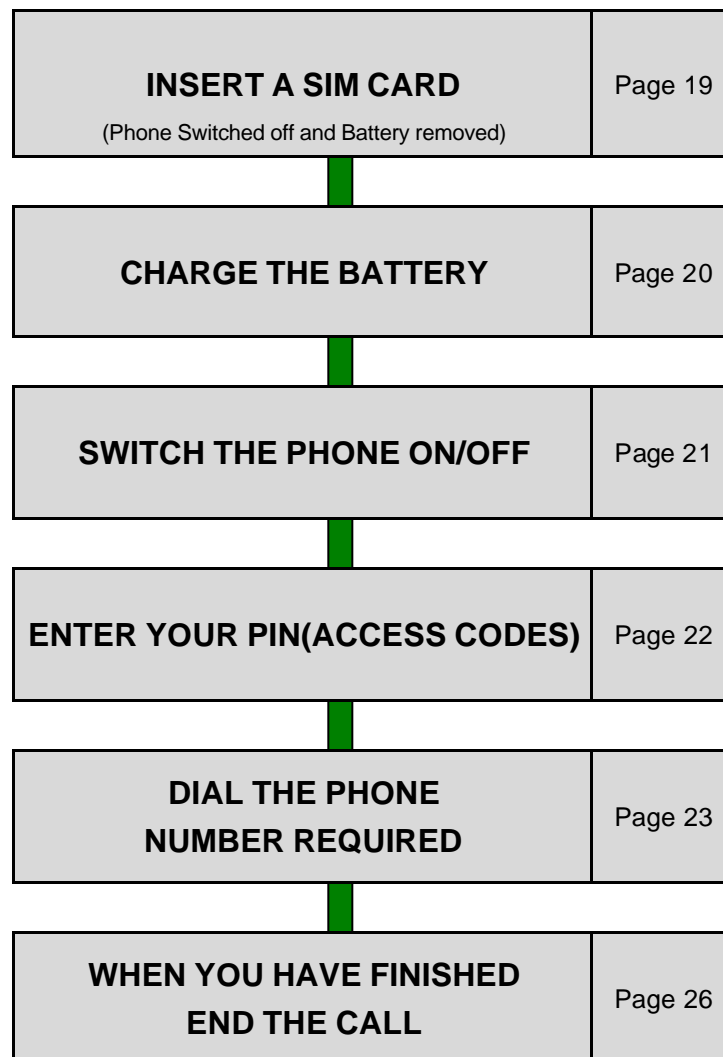 INSERT A SIM CARD
Page 19
(Phone Switched off and Battery removed)
CHARGE THE BATTERY
Page 20
SWITCH THE PHONE ON/OFF
Page 21
ENTER YOUR PIN(ACCESS CODES)
Page 22
DIAL THE PHONE
NUMBER REQUIRED
Page 23
WHEN YOU HAVE FINISHED
END THE CALL
Page 26